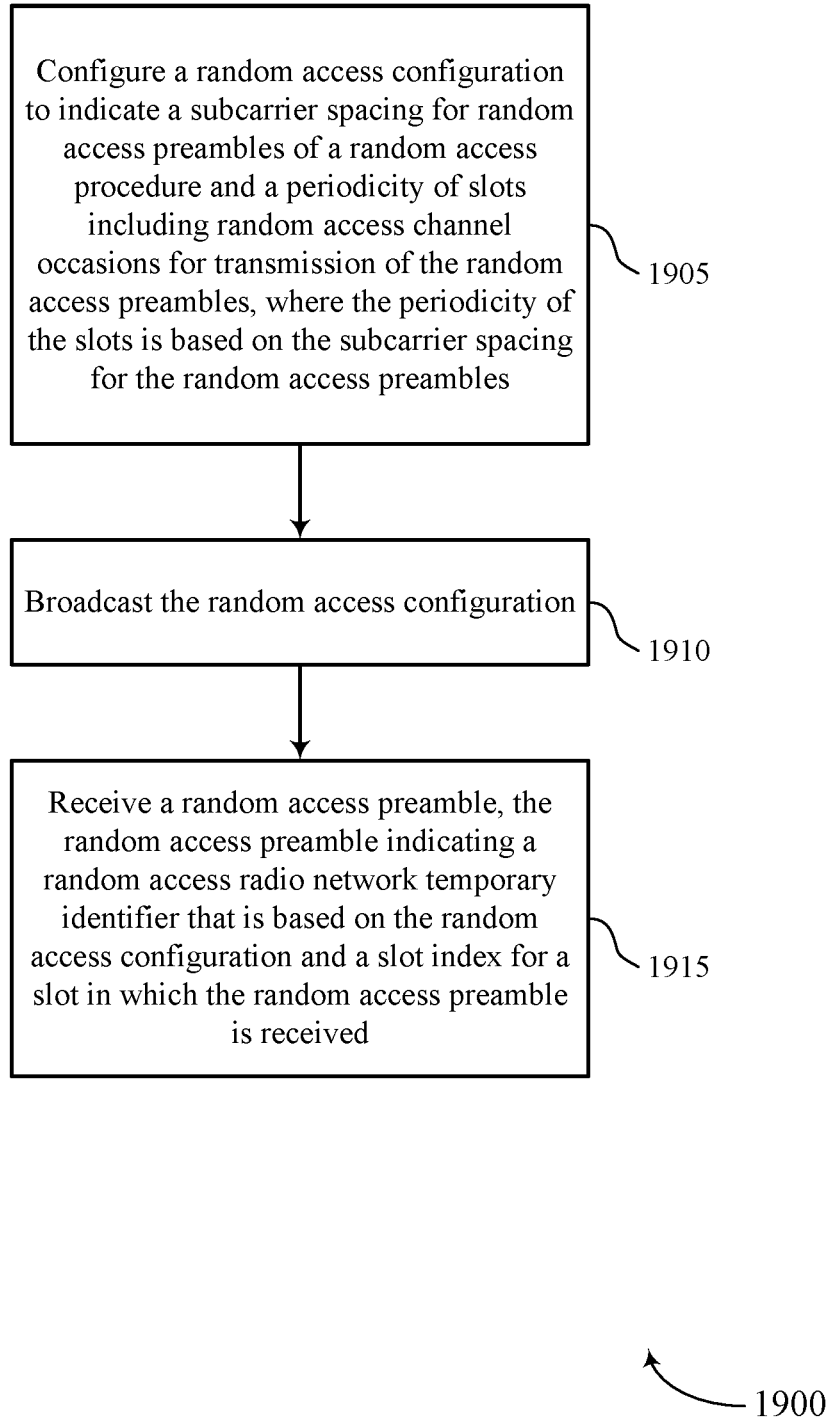 Configure a random access configuration
to indicate a subcarrier spacing for random
access preambles of a random access
procedure and a periodicity of slots
including random access channel
occasions for transmission of the random
access preambles, where the periodicity of
the slots is based on the subcarrier spacing
for the random access preambles
1905
Broadcast the random access configuration
1910
Receive a random access preamble, the
random access preamble indicating a
random access radio network temporary
identifier that is based on the random
access configuration and a slot index for a
slot in which the random access preamble
is received
1915
1900